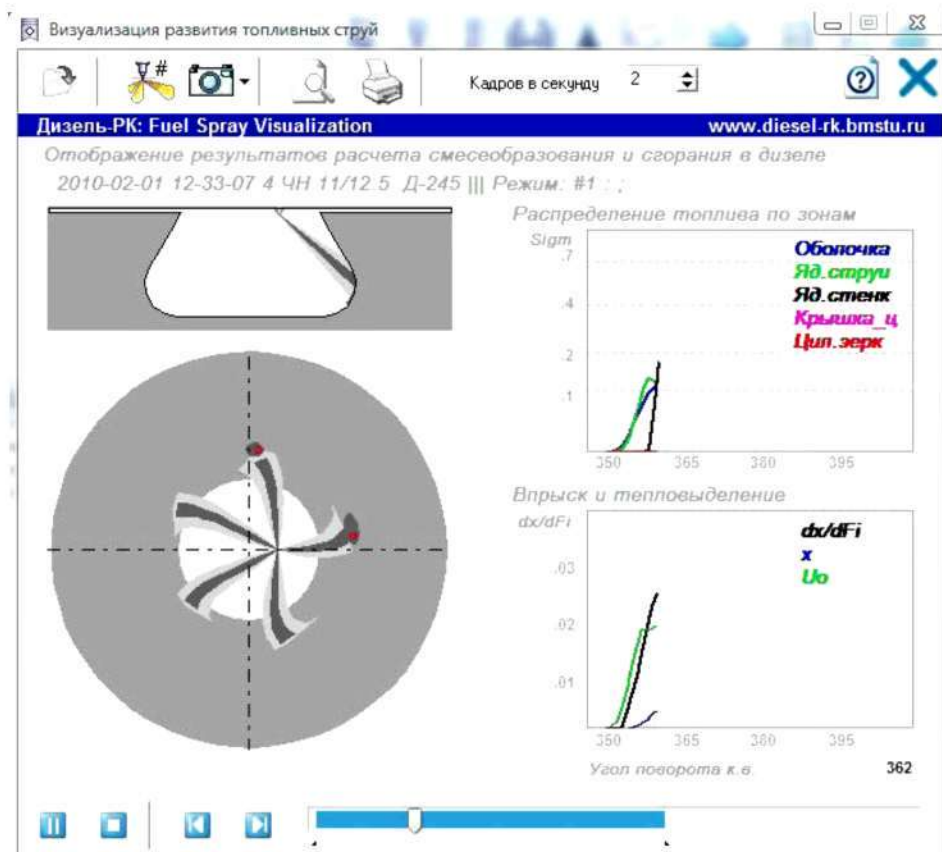 Визуализация развития топливных струй
Кадров в секунду 2
Дизель-РК: Fuel Spray Visualization www.diesel-rk.bmstu.ru
Отображение результатов расчета смесеобразования и сгорания в дизеле
2010-02-01 12-33-07 4 ЧН 11/12.5 Д-245 ||| Режим: #1 : ;
Распределение топлива по зонам
Sigm
.7
.4
.2
.1
Оболочка
Яд.струи
Яд.стенк
Крышка_ц
Цил.зерк
350 365 380 395
Впрыск и тепловыделение
dx/dFi
.03
.02
.01
dx/dFi
x
Uo
350 365 380 395
Угол поворота к.в. 362